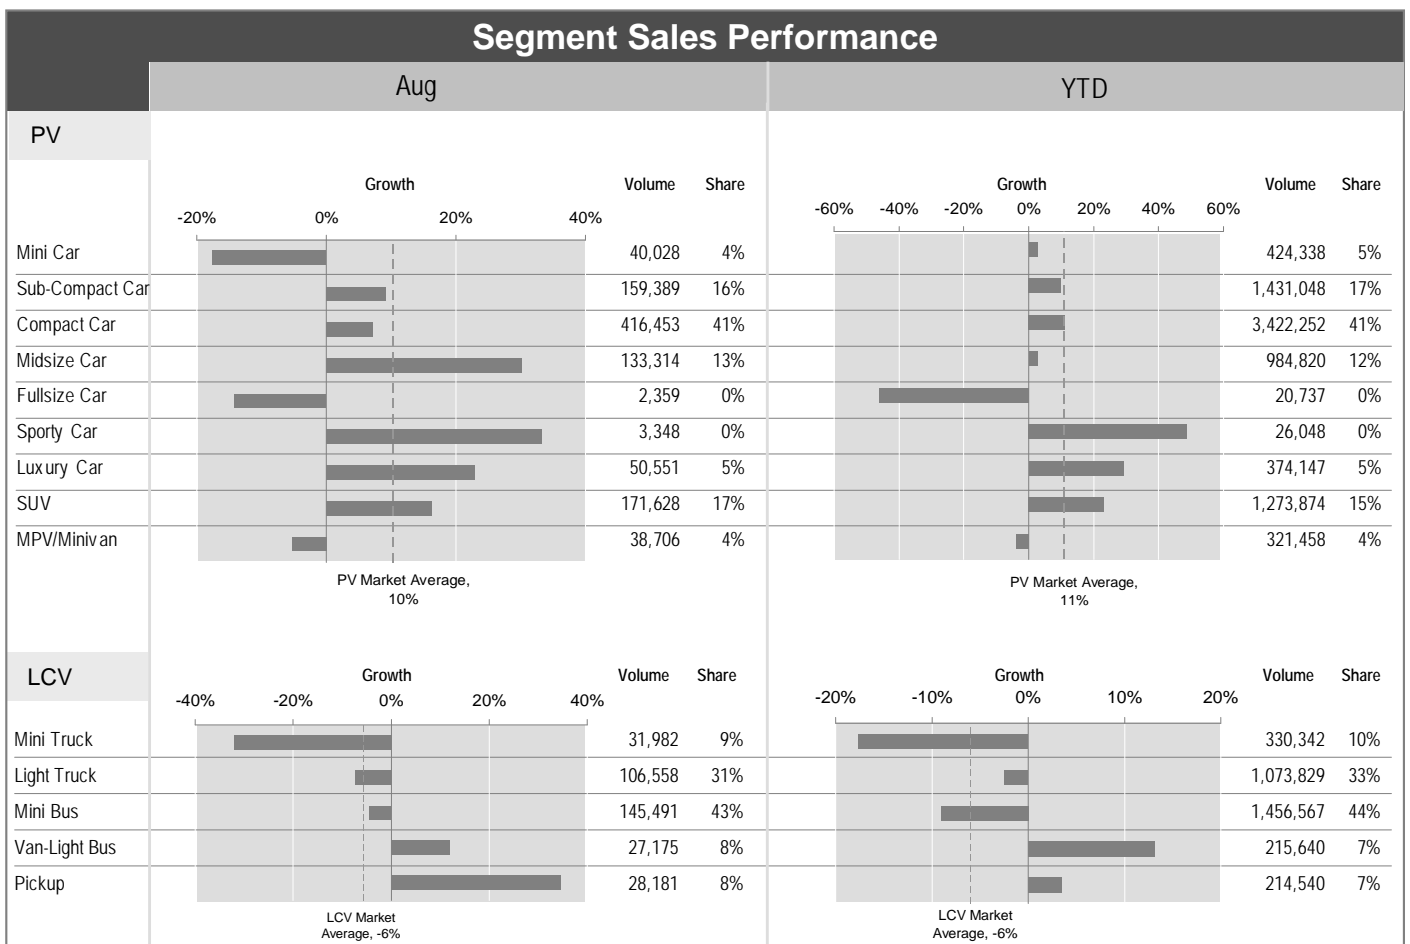 Segment Sales Performance
Aug YTD
PV
Growth Volume Share Growth Volume Share
-20% 0% 20% 40% -60% -40% -20% 0% 20% 40% 60%
Mini Car 40,028 4% 424,338 5%
Sub-Compact Car 159,389 16% 1,431,048 17%
Compact Car 416,453 41% 3,422,252 41%
Midsize Car 133,314 13% 984,820 12%
Fullsize Car 2,359 0% 20,737 0%
Sporty Car 3,348 0% 26,048 0%
Luxury Car 50,551 5% 374,147 5%
SUV 171,628 17% 1,273,874 15%
MPV/Minivan 38,706 4% 321,458 4%
PV Market Average, PV Market Average,
10% 11%
LCV
Growth Volume Share Growth Volume Share
-40% -20% 0% 20% 40% -20% -10% 0% 10% 20%
Mini Truck 31,982 9% 330,342 10%
Light Truck 106,558 31% 1,073,829 33%
Mini Bus 145,491 43% 1,456,567 44%
Van-Light Bus 27,175 8% 215,640 7%
Pickup 28,181 8% 214,540 7%
LCV Market LCV Market
Average, -6% Average, -6%